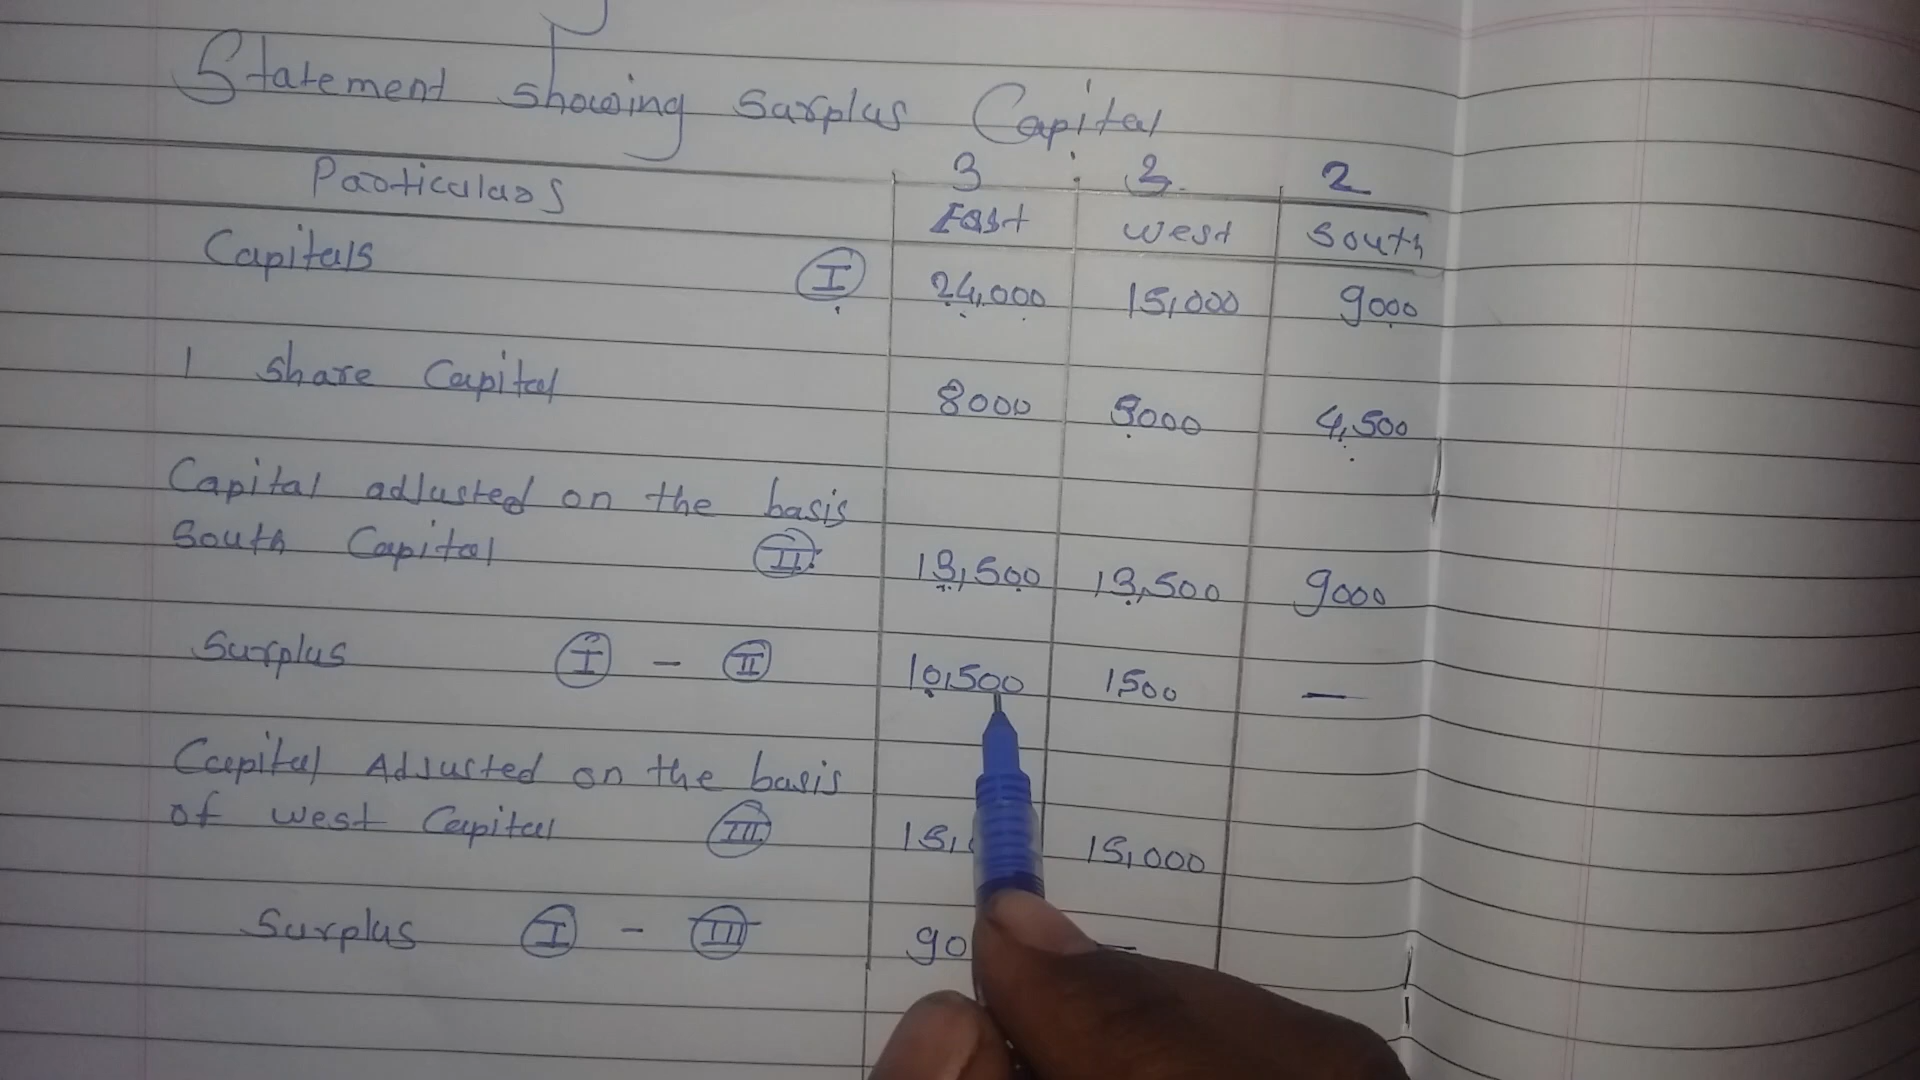 Statement showing Surplus Capital
3 : 3 2
Particulars East West South
Capitals I 24,000 15,000 9000
1 Share Capital 8000 5000 4,500
Capital adjusted on the basis
South Capital II 13,500 13,500 9000
Surplus I - II 10,500 1500 —
Capital Adjusted on the basis
of West Capital III 15, 15,000
Surplus I - III 90 —